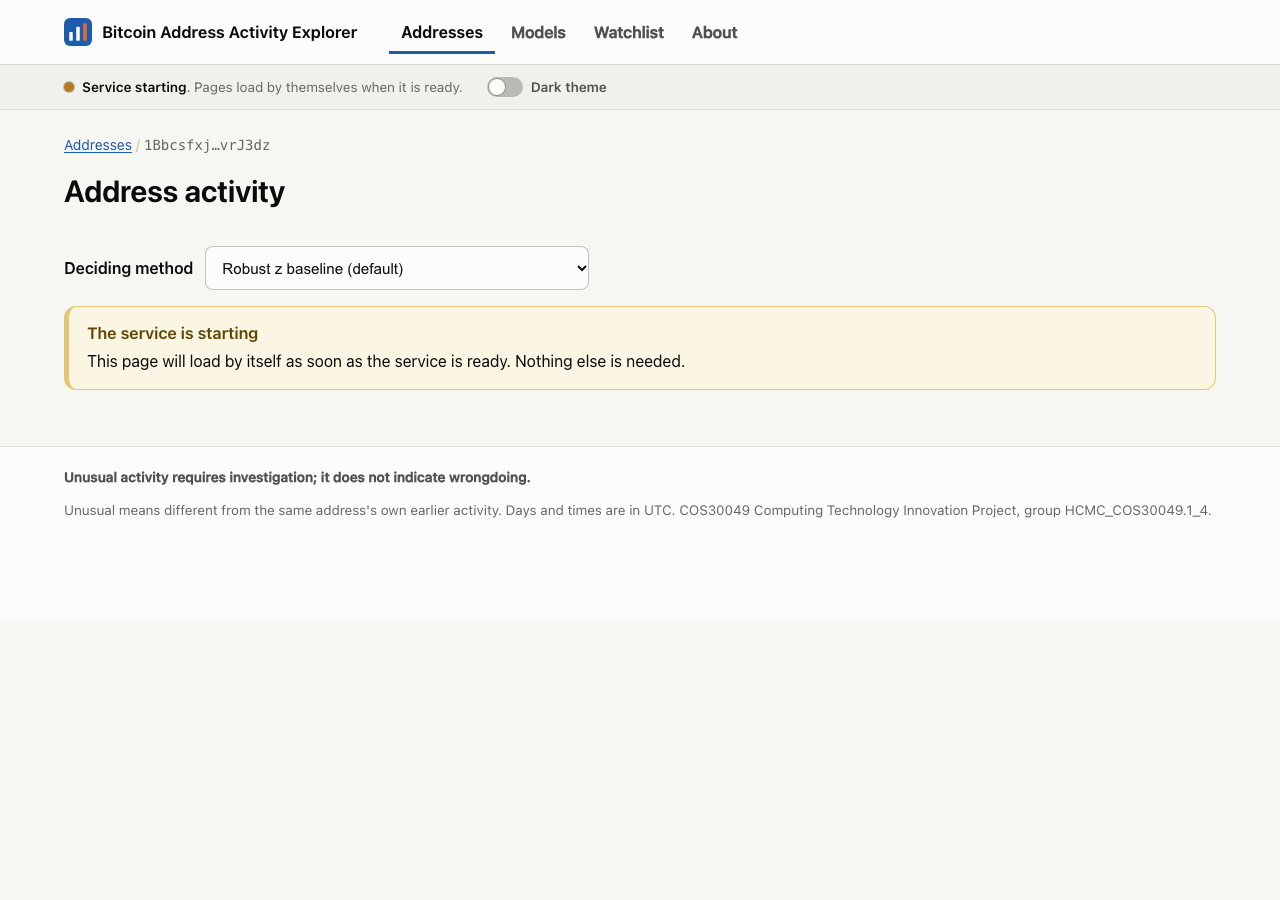 Bitcoin Address Activity Explorer
Addresses
Models
Watchlist
About
Service starting. Pages load by themselves when it is ready.
Dark theme
Addresses / 1Bbcsfxj…vrJ3dz
Address activity
Deciding method
Robust z baseline (default)
The service is starting
This page will load by itself as soon as the service is ready. Nothing else is needed.
Unusual activity requires investigation; it does not indicate wrongdoing.
Unusual means different from the same address's own earlier activity. Days and times are in UTC. COS30049 Computing Technology Innovation Project, group HCMC_COS30049.1_4.